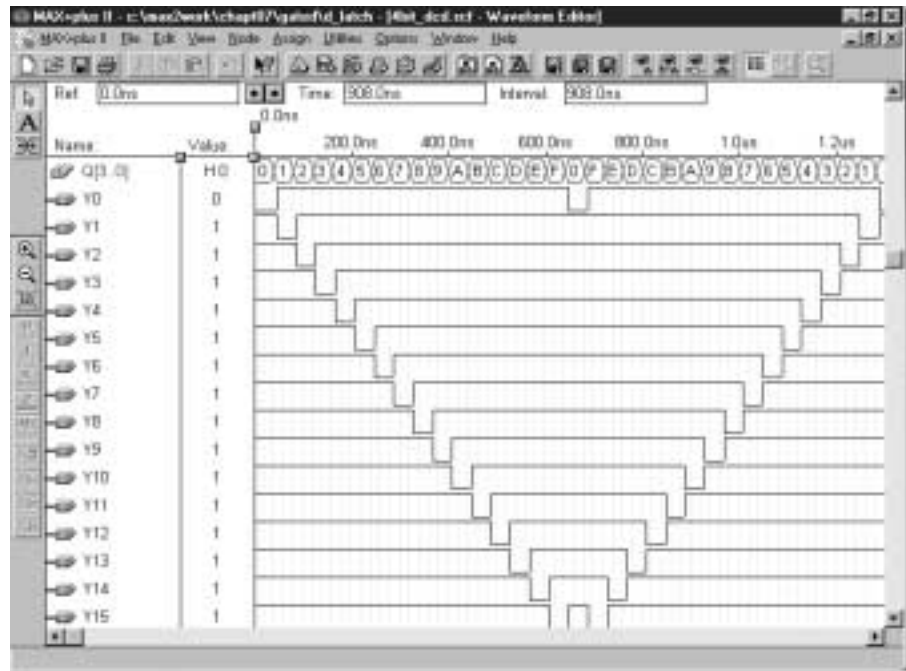 MAX+plus II - c:\max2work\chapt07\gated\d_latch - [4bit_dcd.scf - Waveform Editor]
MAX+plus II File Edit View Node Assign Utilities Options Window Help
Ref: 0.0ns Time: 908.0ns Interval: 908.0ns
0.0ns
Name: Value: 200.0ns 400.0ns 600.0ns 800.0ns 1.0us 1.2us
Q[3..0] H 0 0 1 2 3 4 5 6 7 8 9 A B C D E F 0 F E D C B A 9 8 7 6 5 4 3 2 1
Y0 0
Y1 1
Y2 1
Y3 1
Y4 1
Y5 1
Y6 1
Y7 1
Y8 1
Y9 1
Y10 1
Y11 1
Y12 1
Y13 1
Y14 1
Y15 1